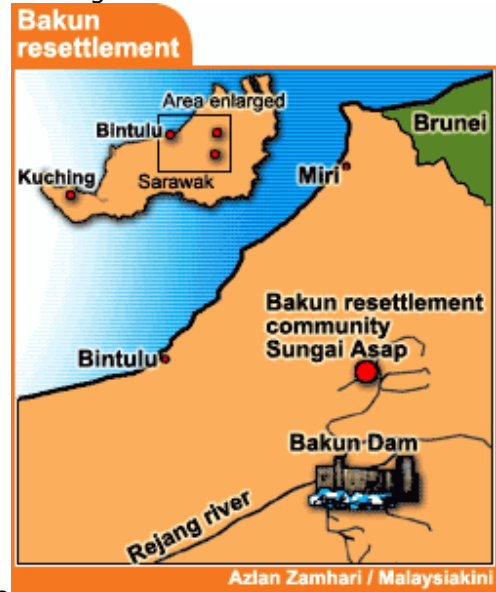 Bakun
resettlement
Area enlarged
Bintulu
Brunei
Kuching
Sarawak
Miri
Bakun resettlement
community
Sungai Asap
Bintulu
Bakun Dam
Rejang river
Azlan Zamhari / Malaysiakini